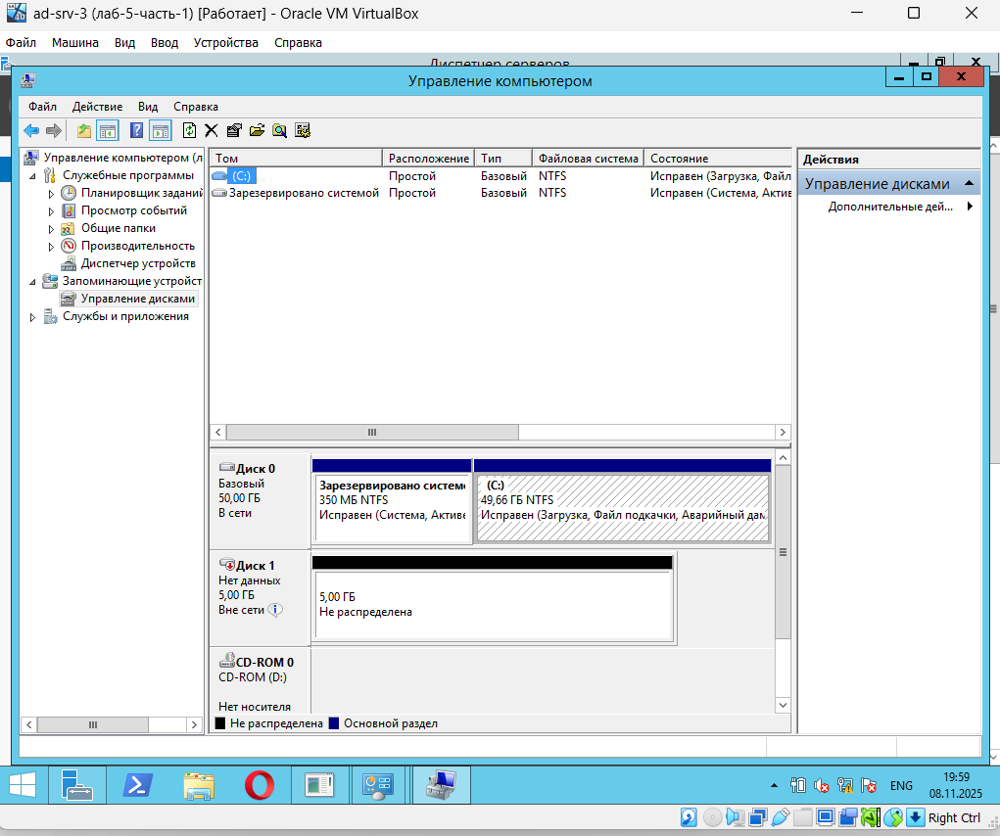 ad-srv-3 (лаб-5-часть-1) [Работает] - Oracle VM VirtualBox
Файл Машина Вид Ввод Устройства Справка
Диспетчер серверов
Управление компьютером
Файл Действие Вид Справка
Управление компьютером (л
Служебные программы
Планировщик заданий
Просмотр событий
Общие папки
Производительность
Диспетчер устройств
Запоминающие устройст
Управление дисками
Службы и приложения
Том Расположение Тип Файловая система Состояние
(C:) Простой Базовый NTFS Исправен (Загрузка, Файл
Зарезервировано системой Простой Базовый NTFS Исправен (Система, Актив
Диск 0
Базовый
50,00 ГБ
В сети
Зарезервировано системо
350 МБ NTFS
Исправен (Система, Активе
(C:)
49,66 ГБ NTFS
Исправен (Загрузка, Файл подкачки, Аварийный дам
Диск 1
Нет данных
5,00 ГБ
Вне сети
5,00 ГБ
Не распределена
CD-ROM 0
CD-ROM (D:)
Нет носителя
Не распределена Основной раздел
Действия
Управление дисками
Дополнительные дей...
ENG
19:59
08.11.2025
Right Ctrl